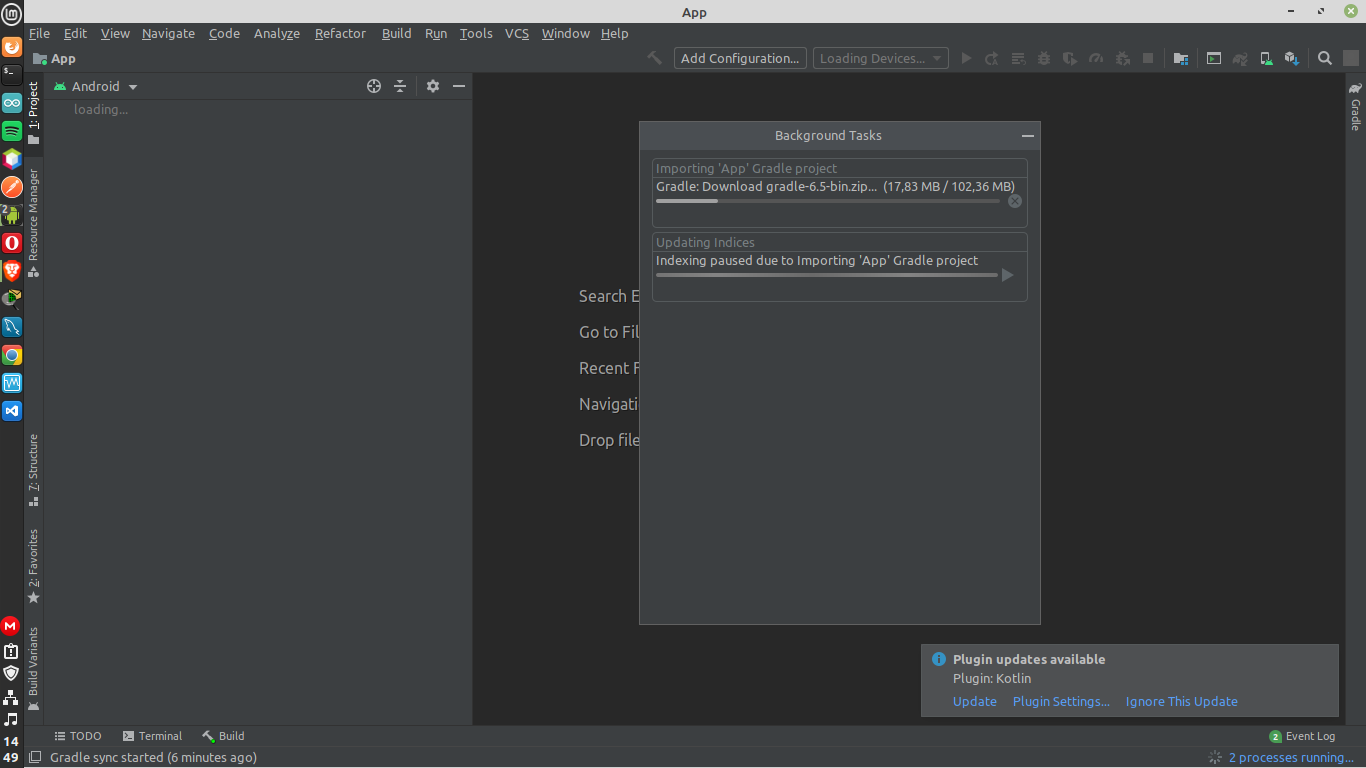 App
File Edit View Navigate Code Analyze Refactor Build Run Tools VCS Window Help
App
Add Configuration...
Loading Devices...
Android
loading...
1: Project
Resource Manager
7: Structure
2: Favorites
Build Variants
Gradle
Background Tasks
Importing 'App' Gradle project
Gradle: Download gradle-6.5-bin.zip... (17,83 MB / 102,36 MB)
Updating Indices
Indexing paused due to Importing 'App' Gradle project
Search E
Go to Fil
Recent F
Navigati
Drop file
Plugin updates available
Plugin: Kotlin
Update Plugin Settings... Ignore This Update
TODO Terminal Build
2 Event Log
Gradle sync started (6 minutes ago)
2 processes running...
2
14
49